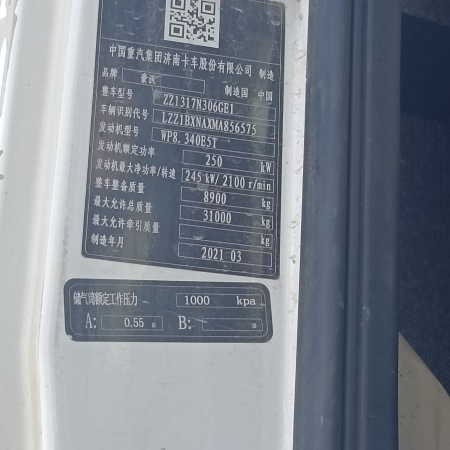 中国重汽集团济南卡车股份有限公司 制造
品牌 豪沃 制造国 中国
整车型号 ZZ1317N306GE1
车辆识别代号 LZZ1BXNAXMA856575
发动机型号 WP8.340E51
发动机额定功率 250 kW
发动机最大净功率/转速 245 kW/2100 r/min
整车整备质量 8900 kg
最大允许总质量 31000 kg
最大允许牵引质量 kg
制造年月 2021 03
储气筒额定工作压力 1000 kpa
A: 0.55 s B: s